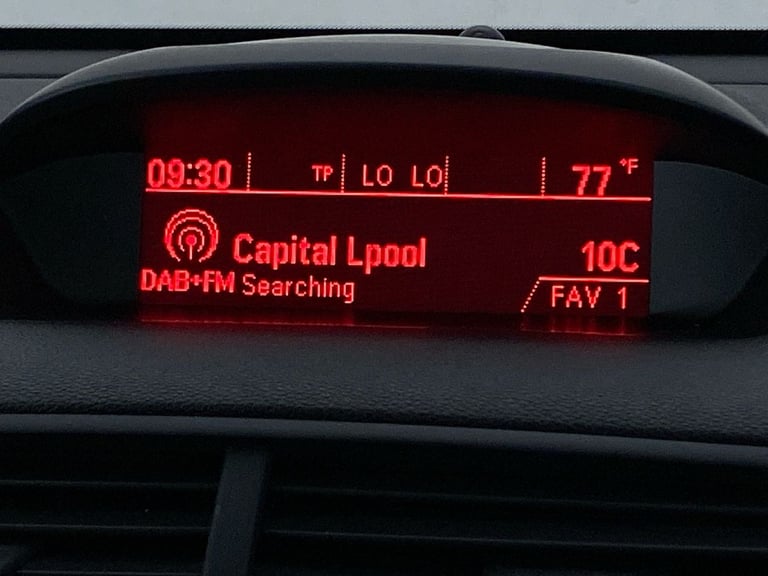 09:30 TP LO LO 77 °F
Capital Lpool 10C
DAB+FM Searching FAV 1